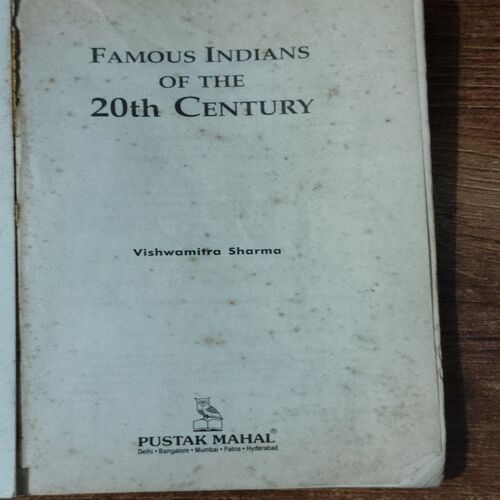 FAMOUS INDIANS
OF THE
20th CENTURY
Vishwamitra Sharma
PUSTAK MAHAL®
Delhi • Bangalore • Mumbai • Patna • Hyderabad